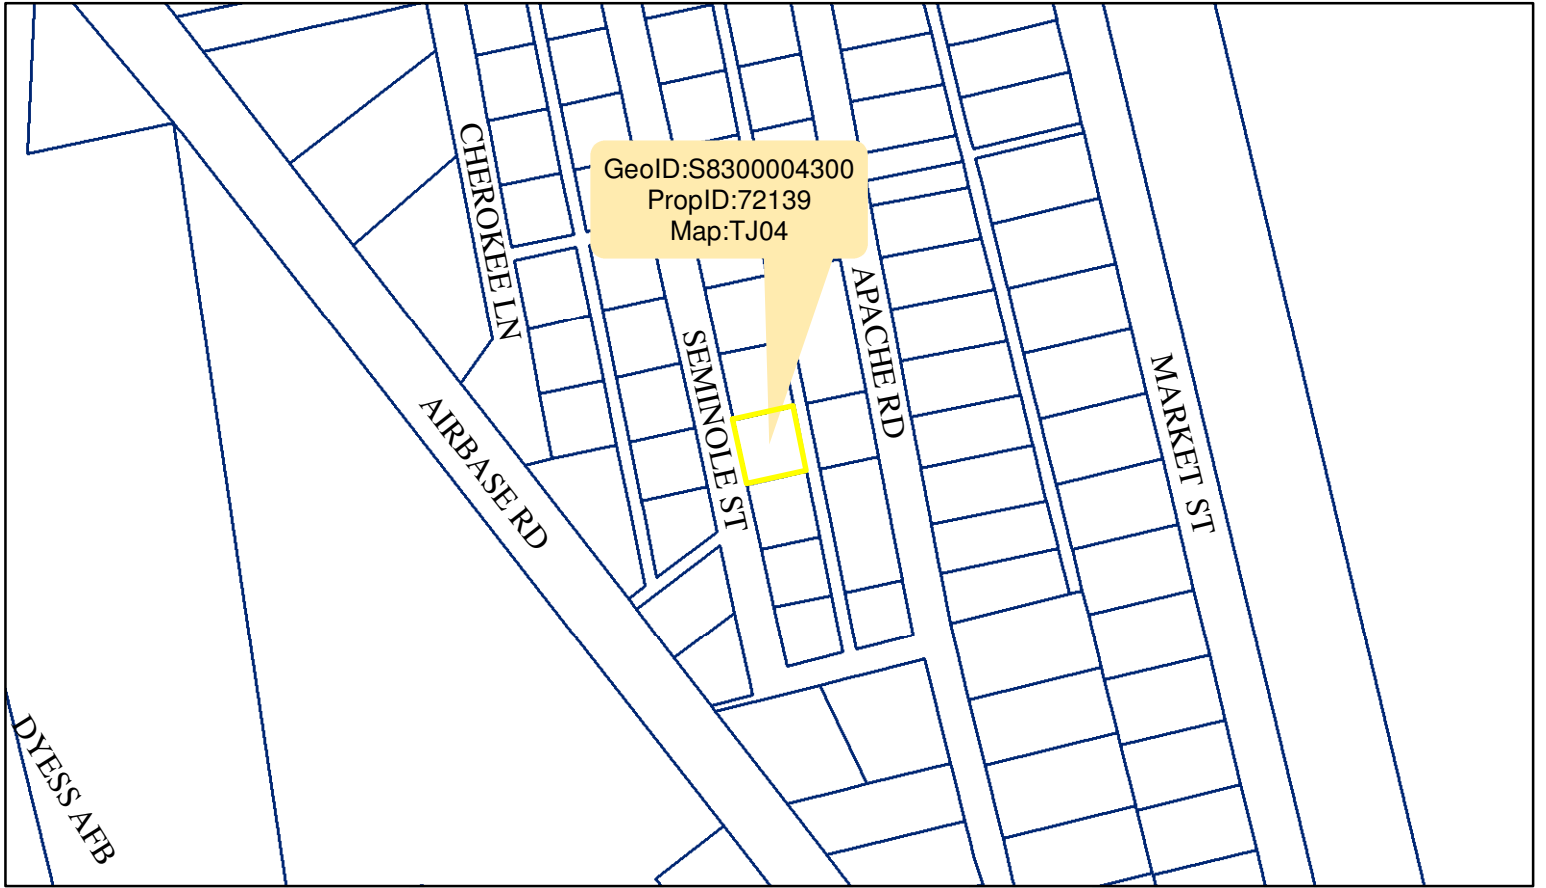 GeoID:S8300004300
PropID:72139
Map:TJ04
CHEROKEE LN
SEMINOLE ST
APACHE RD
MARKET ST
AIRBASE RD
DYESS AFB